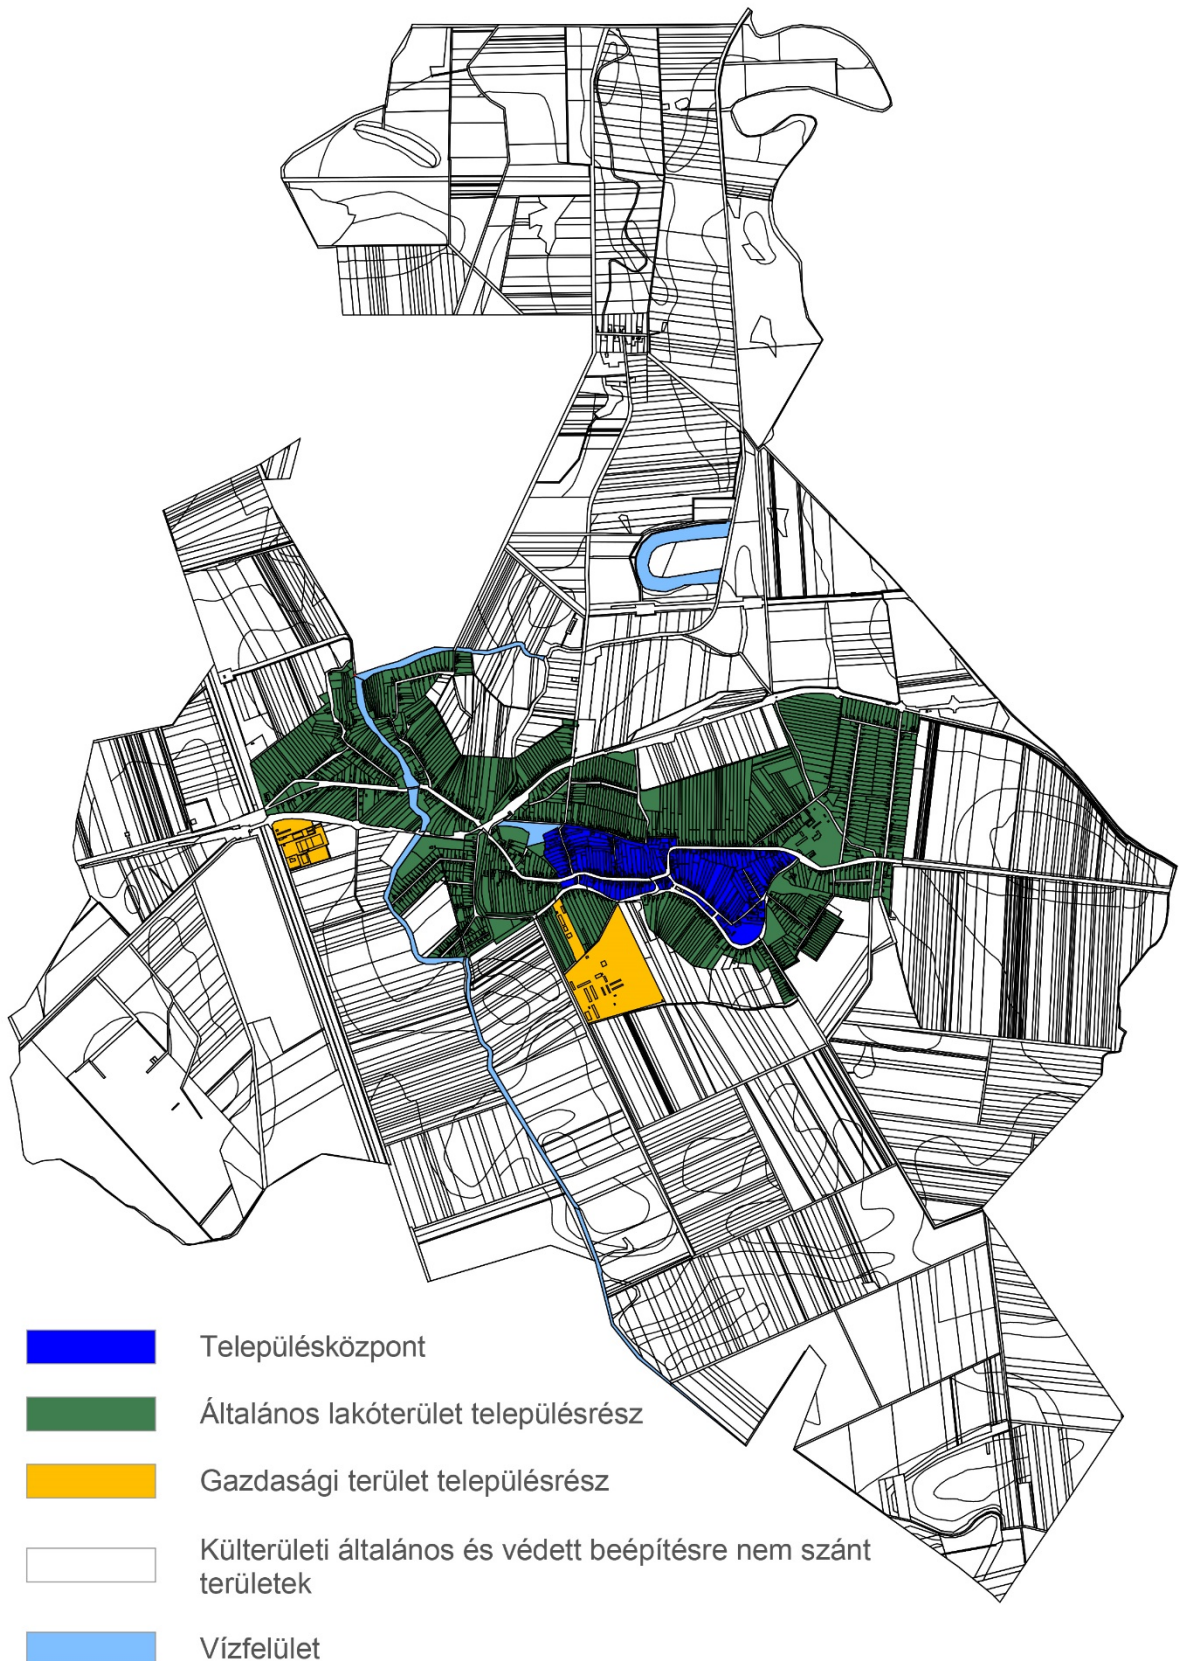 Településközpont
Általános lakóterület településrész
Gazdasági terület településrész
Külterületi általános és védett beépítésre nem szánt
területek
Vízfelület